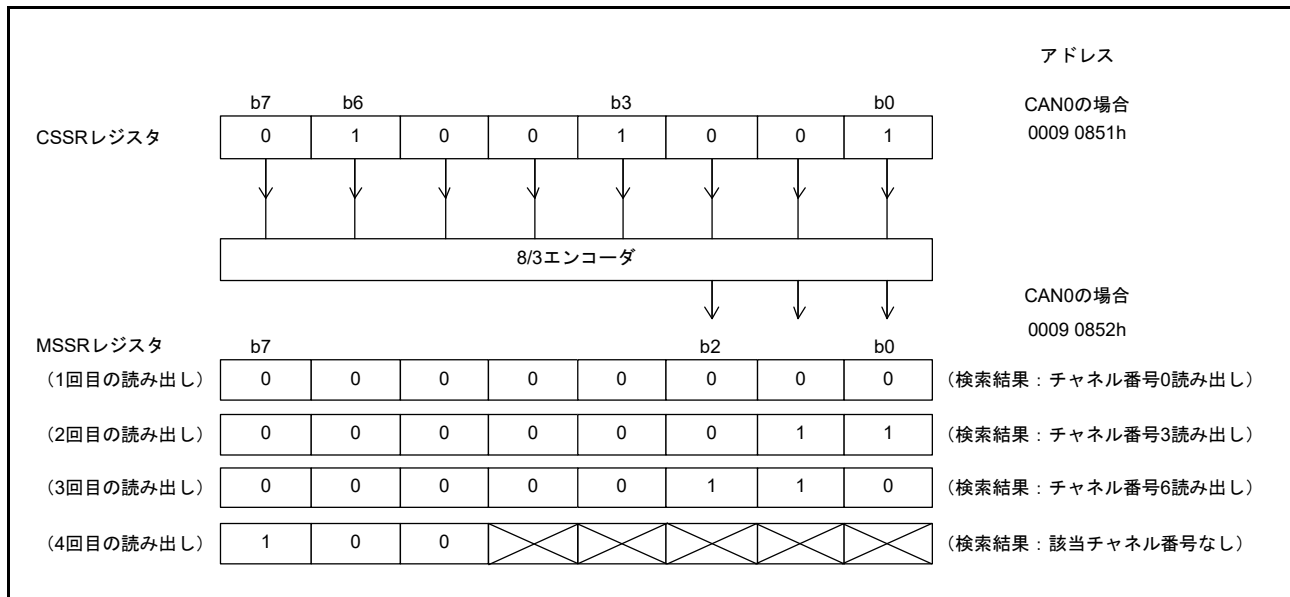 アドレス
b7 b6 b3 b0 CAN0の場合
CSSRレジスタ 0 1 0 0 1 0 0 1 0009 0851h
8/3エンコーダ
CAN0の場合
0009 0852h
MSSRレジスタ b7 b2 b0
（1回目の読み出し） 0 0 0 0 0 0 0 0 （検索結果：チャネル番号0読み出し）
（2回目の読み出し） 0 0 0 0 0 0 1 1 （検索結果：チャネル番号3読み出し）
（3回目の読み出し） 0 0 0 0 0 1 1 0 （検索結果：チャネル番号6読み出し）
（4回目の読み出し） 1 0 0 （検索結果：該当チャネル番号なし）